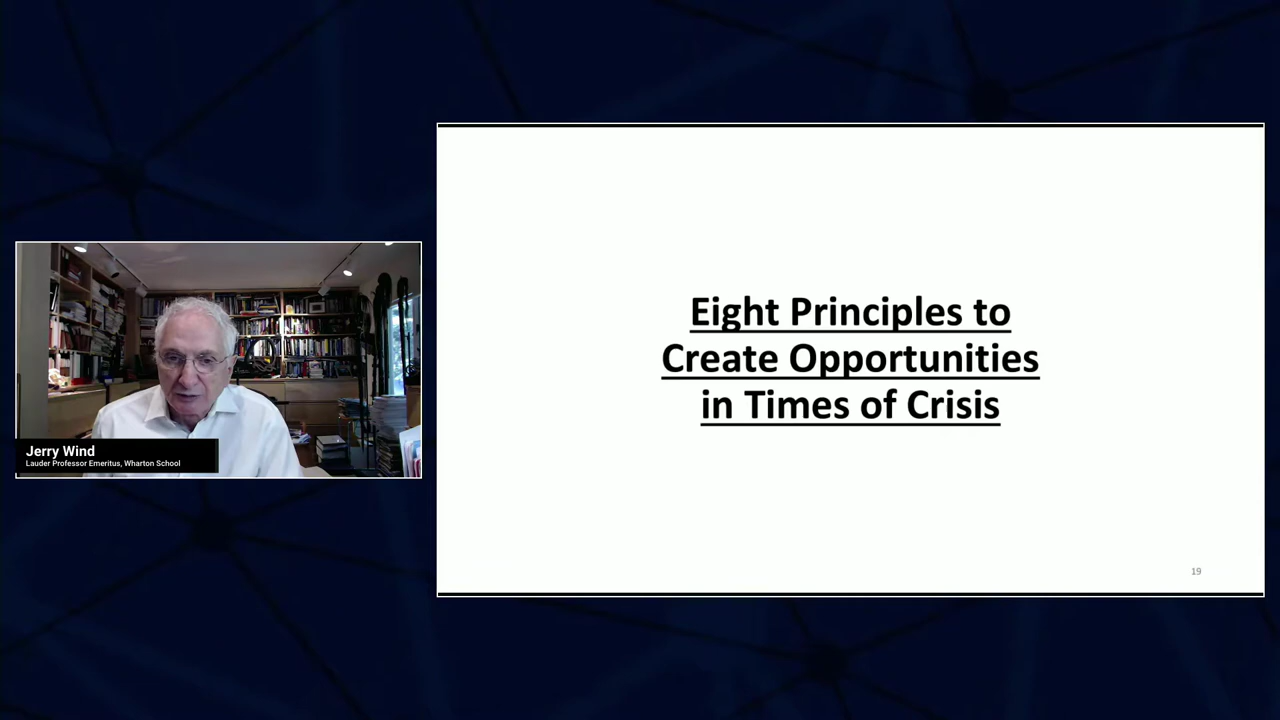 Jerry Wind
Lauder Professor Emeritus, Wharton School
Eight Principles to
Create Opportunities
in Times of Crisis
19